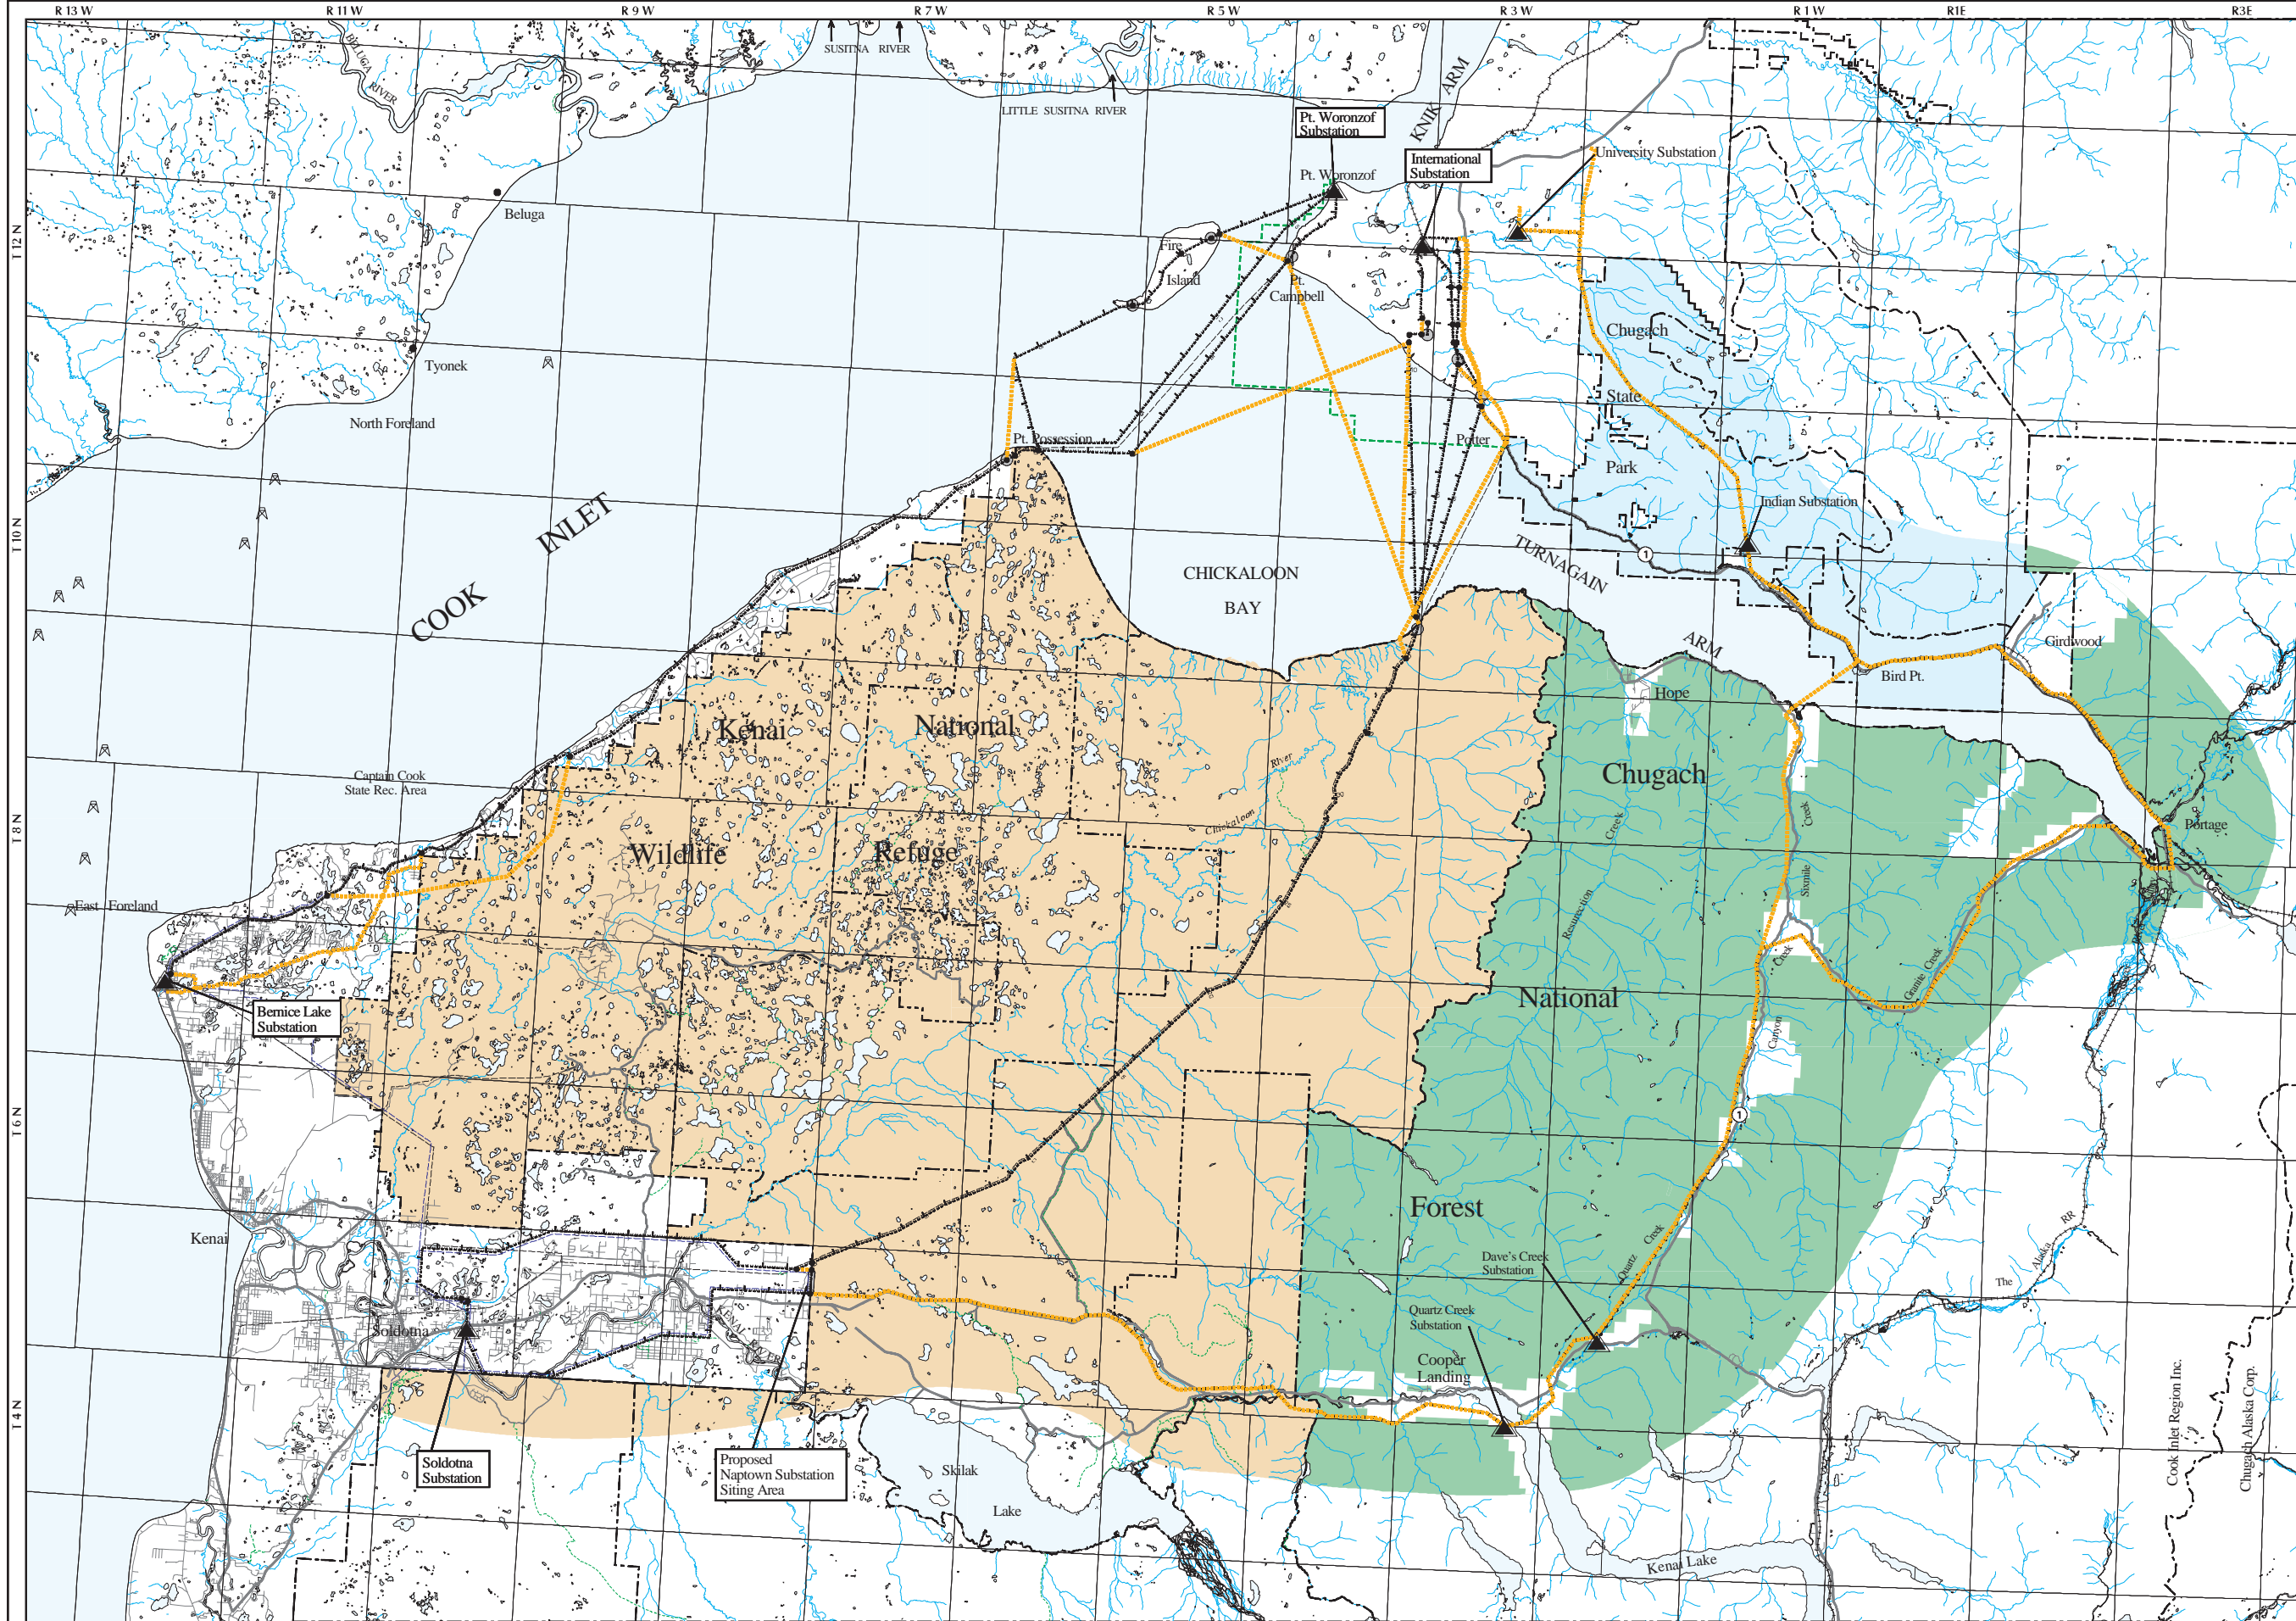 R 13 W
R 11 W
R 9 W
R 7 W
R 5 W
R 3 W
R 1 W
R1E
R3E
T 12 N
T 10 N
T 8 N
T 6 N
T 4 N
BELUGA
RIVER
SUSITNA RIVER
LITTLE SUSITNA RIVER
KNIK ARM
Pt. Woronzof
Substation
International
Substation
University Substation
Pt. Woronzof
Beluga
Fire
Island
Pt.
Campbell
Tyonek
North Foreland
Chugach
State
Park
Potter
Pt. Possession
Indian Substation
COOK INLET
CHICKALOON
BAY
TURNAGAIN
ARM
1
Girdwood
Bird Pt.
Hope
Kenai
National
Wildlife
Refuge
Captain Cook
State Rec. Area
River
Chickaloon
Chugach
National
Forest
Creek
Resurrection
Creek
Sixmile
Portage
East Foreland
Creek
Canyon
Granite Creek
Bernice Lake
Substation
1
Kenai
Soldotna
KENAI RIVER
Dave's Creek
Substation
Quartz Creek
Quartz Creek
Substation
Cooper
Landing
The Alaska RR
Soldotna
Substation
Proposed
Naptown Substation
Siting Area
Skilak
Lake
Kenai Lake
Cook Inlet Region Inc.
Chugach Alaska Corp.